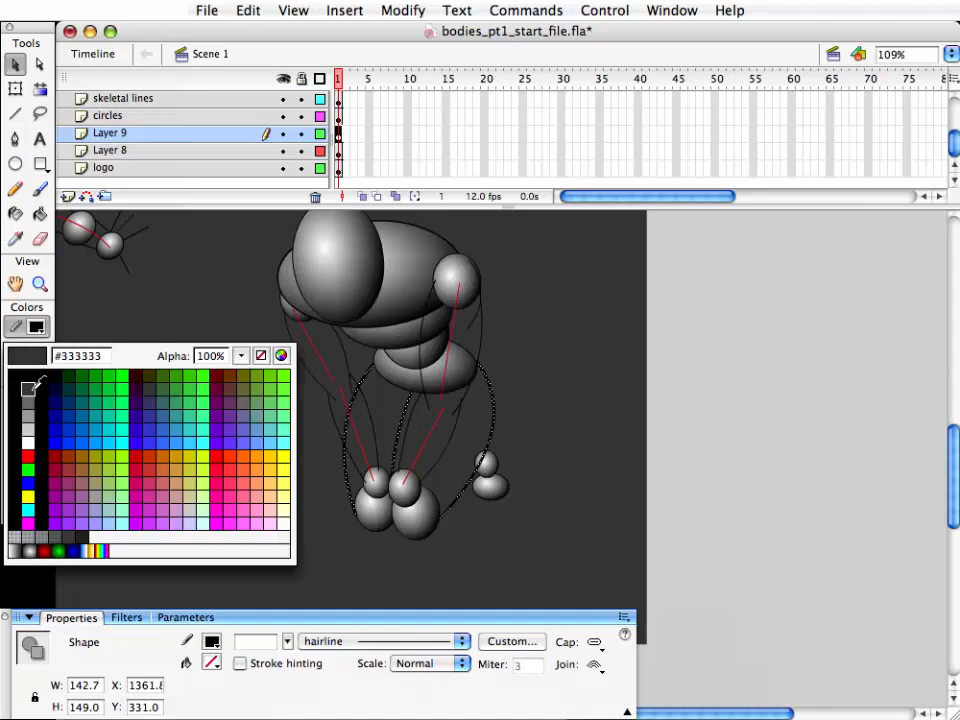 File Edit View Insert Modify Text Commands Control Window Help
Tools
bodies_pt1_start_file.fla*
Timeline
Scene 1
109%
1 5 10 15 20 25 30 35 40 45 50 55 60 65 70 75 8
skeletal lines
circles
Layer 9
Layer 8
logo
1 12.0 fps 0.0s
View
Colors
#333333 Alpha: 100%
Properties Filters Parameters
Shape
hairline
Custom...
Cap:
Stroke hinting
Scale: Normal
Miter: 3
Join:
W: 142.7 X: 1361.8
H: 149.0 Y: 331.0